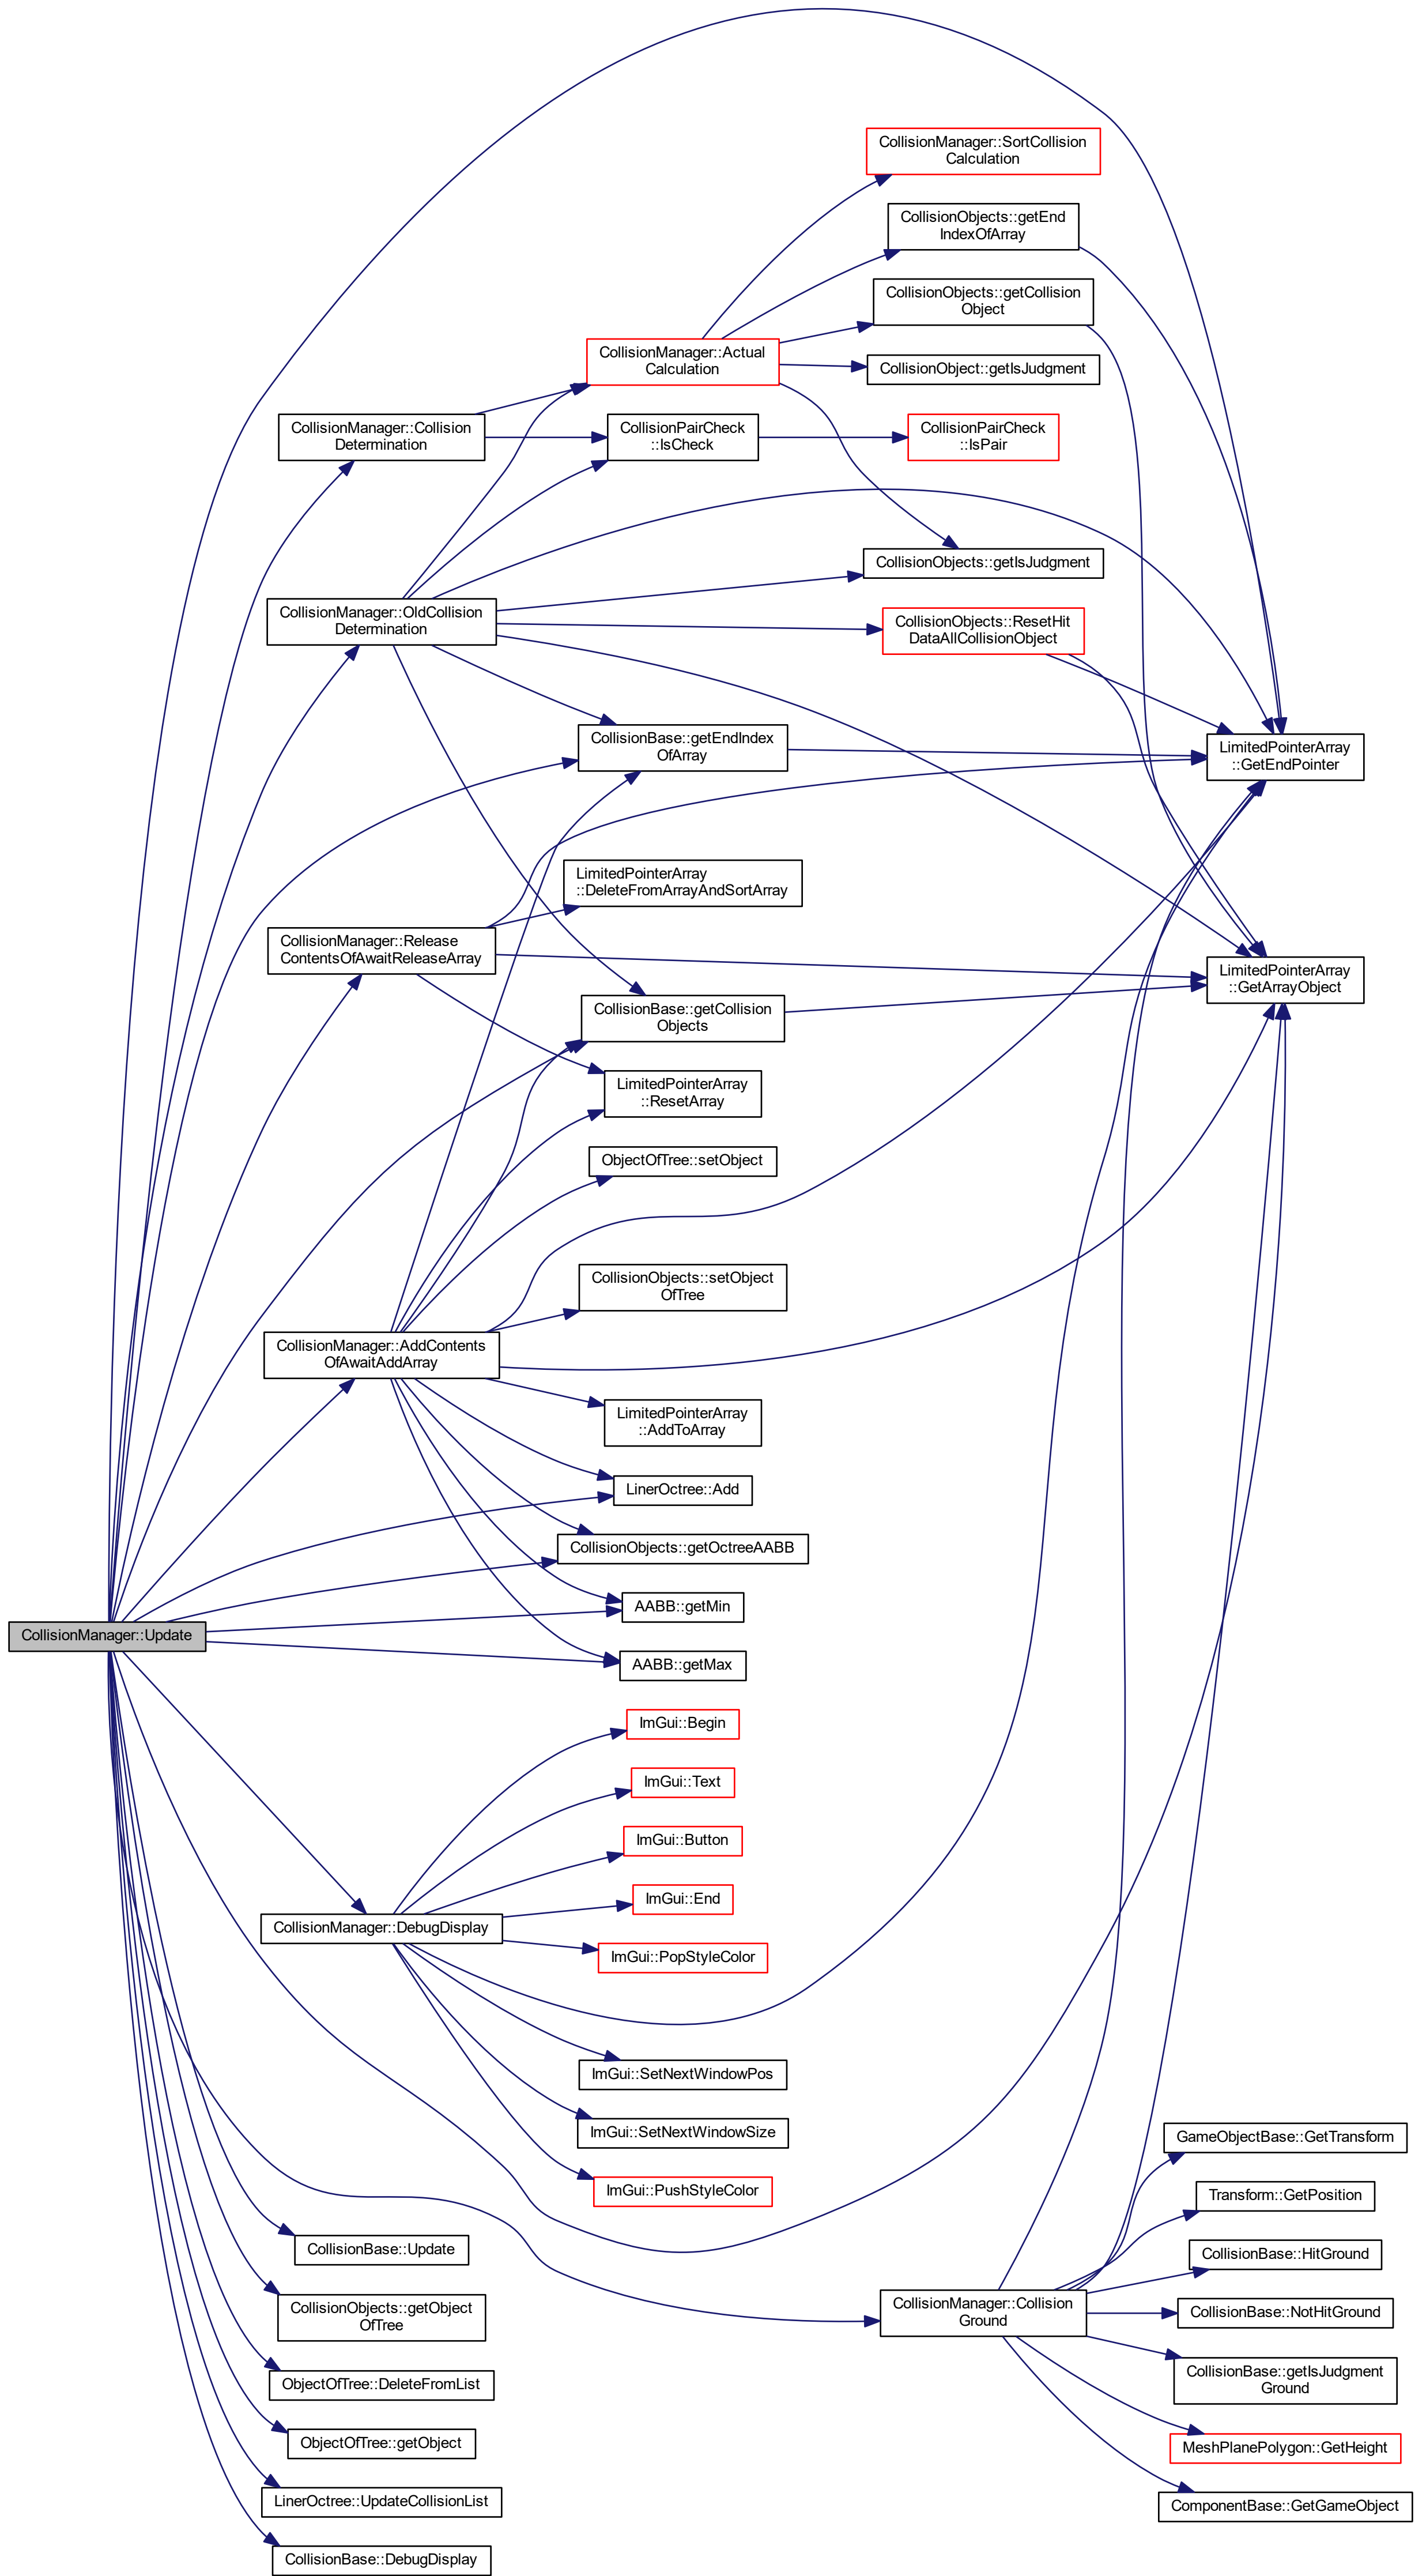 CollisionManager::SortCollision
Calculation
CollisionObjects::getEnd
IndexOfArray
CollisionObjects::getCollision
Object
CollisionManager::Actual
Calculation
CollisionObject::getIsJudgment
CollisionManager::Collision
Determination
CollisionPairCheck
::IsCheck
CollisionPairCheck
::IsPair
CollisionObjects::getIsJudgment
CollisionManager::OldCollision
Determination
CollisionObjects::ResetHit
DataAllCollisionObject
CollisionBase::getEndIndex
OfArray
LimitedPointerArray
::GetEndPointer
LimitedPointerArray
::DeleteFromArrayAndSortArray
CollisionManager::Release
ContentsOfAwaitReleaseArray
LimitedPointerArray
::GetArrayObject
CollisionBase::getCollision
Objects
LimitedPointerArray
::ResetArray
ObjectOfTree::setObject
CollisionObjects::setObject
OfTree
CollisionManager::AddContents
OfAwaitAddArray
LimitedPointerArray
::AddToArray
LinerOctree::Add
CollisionObjects::getOctreeAABB
AABB::getMin
CollisionManager::Update
AABB::getMax
ImGui::Begin
ImGui::Text
ImGui::Button
ImGui::End
CollisionManager::DebugDisplay
ImGui::PopStyleColor
ImGui::SetNextWindowPos
ImGui::SetNextWindowSize
GameObjectBase::GetTransform
ImGui::PushStyleColor
Transform::GetPosition
CollisionBase::Update
CollisionBase::HitGround
CollisionObjects::getObject
OfTree
CollisionManager::Collision
Ground
CollisionBase::NotHitGround
ObjectOfTree::DeleteFromList
CollisionBase::getIsJudgment
Ground
ObjectOfTree::getObject
MeshPlanePolygon::GetHeight
LinerOctree::UpdateCollisionList
ComponentBase::GetGameObject
CollisionBase::DebugDisplay